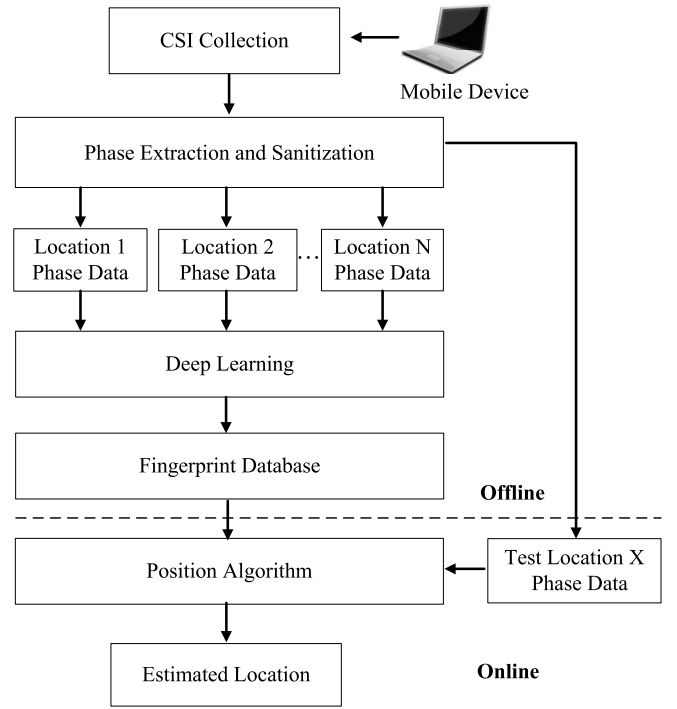 CSI Collection
Mobile Device
Phase Extraction and Sanitization
Location 1
Phase Data
Location 2
Phase Data
...
Location N
Phase Data
Deep Learning
Fingerprint Database
Offline
Position Algorithm
Test Location X
Phase Data
Estimated Location
Online